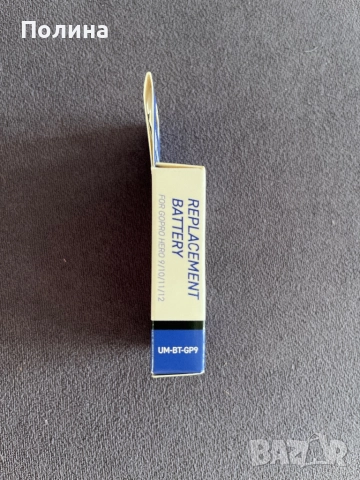 Полина
REPLACEMENT
BATTERY
FOR GOPRO HERO 9/10/11/12
UM-BT-GP9
BAZAR